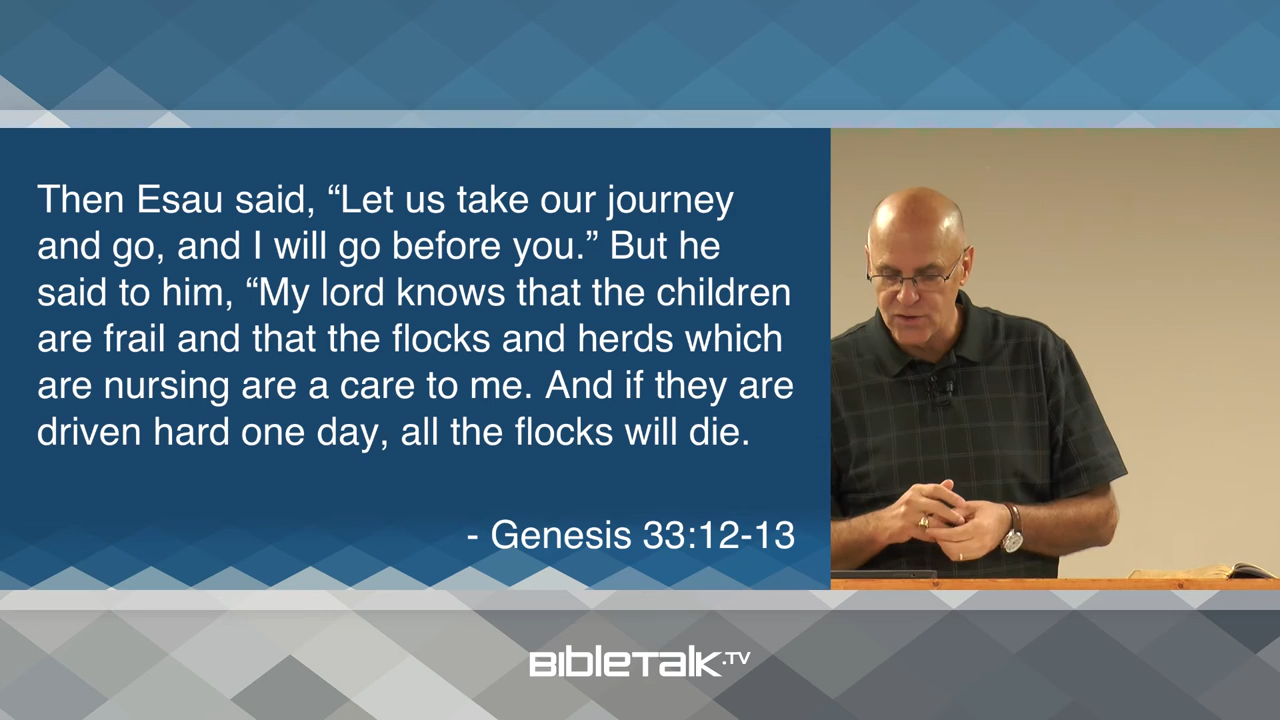 Then Esau said, “Let us take our journey
and go, and I will go before you.” But he
said to him, “My lord knows that the children
are frail and that the flocks and herds which
are nursing are a care to me. And if they are
driven hard one day, all the flocks will die.
- Genesis 33:12-13
BibleTalk.TV